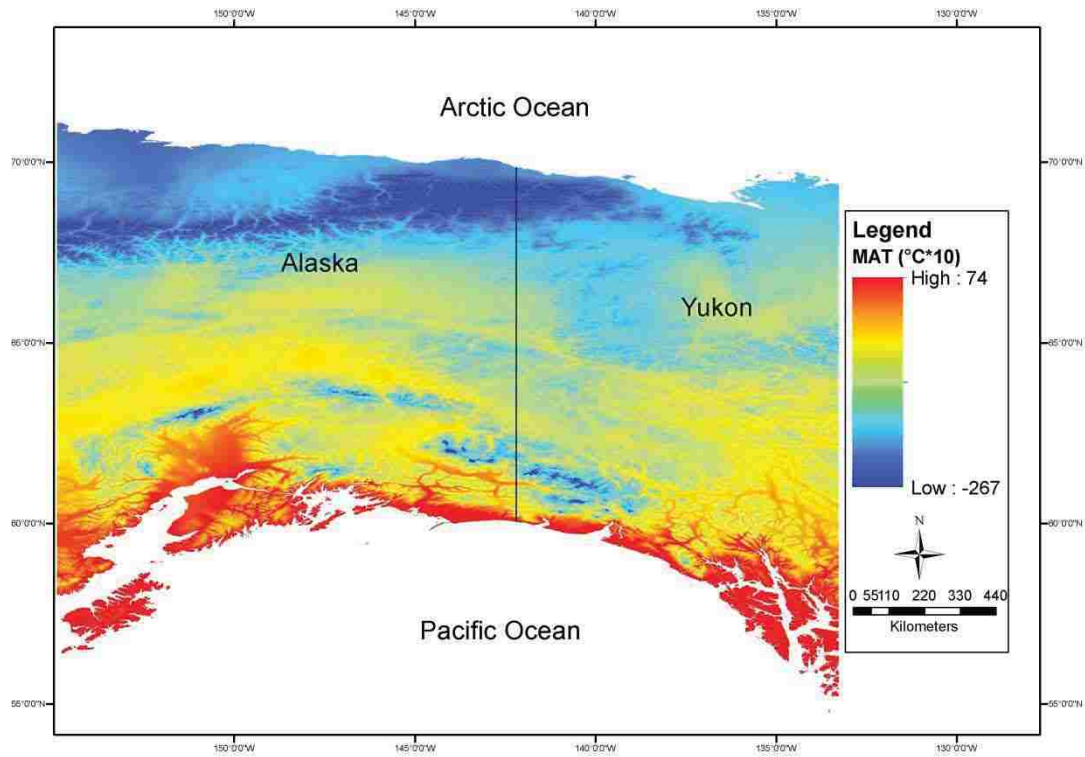 150°0'0"W 145°0'0"W 140°0'0"W 135°0'0"W 130°0'0"W
Arctic Ocean
70°0'0"N 70°0'0"N
Legend
MAT (°C*10)
High : 74
Low : -267
Alaska
Yukon
65°0'0"N 65°0'0"N
60°0'0"N 60°0'0"N
N
0 55110 220 330 440
Kilometers
Pacific Ocean
55°0'0"N 55°0'0"N
150°0'0"W 145°0'0"W 140°0'0"W 135°0'0"W 130°0'0"W